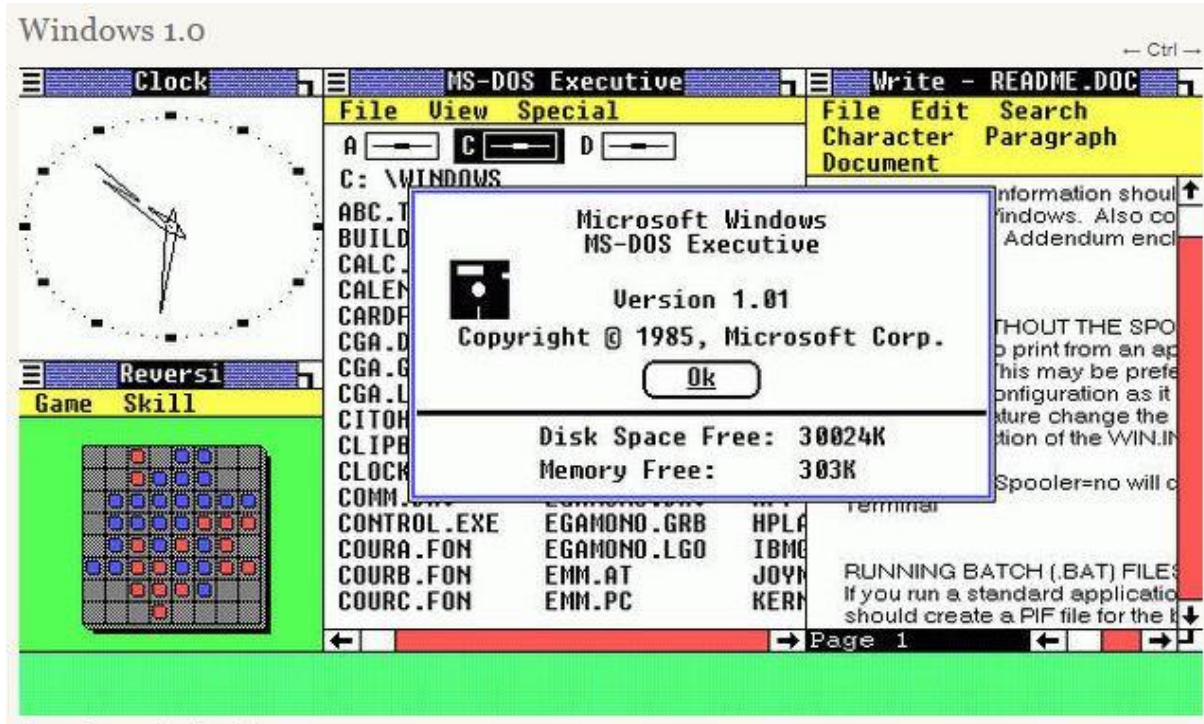 Windows 1.0
← Ctrl →
Clock
MS-DOS Executive
File View Special
A C D
C: \WINDOWS
ABC.T
BUILD
CALC.
CALEN
CARDF
CGA.D
CGA.G
CGA.L
CITOH
CLIPB
CLOCK
COMM.
CONTROL.EXE EGAMONO.GRB HPLA
COURA.FON EGAMONO.LGO IBMG
COURB.FON EMM.AT JOYN
COURC.FON EMM.PC KERN
Microsoft Windows
MS-DOS Executive
Version 1.01
Copyright © 1985, Microsoft Corp.
Ok
Disk Space Free: 30024K
Memory Free: 303K
Write - README.DOC
File Edit Search
Character Paragraph
Document
nformation shoul
indows. Also co
Addendum encl
THOUT THE SPO
o print from an ap
his may be prefe
onfiguration as it
ature change the
tion of the WIN.IN
Spooler=no will c
Terminal
RUNNING BATCH (.BAT) FILES
If you run a standard applicatio
should create a PIF file for the b
Page 1
Reversi
Game Skill